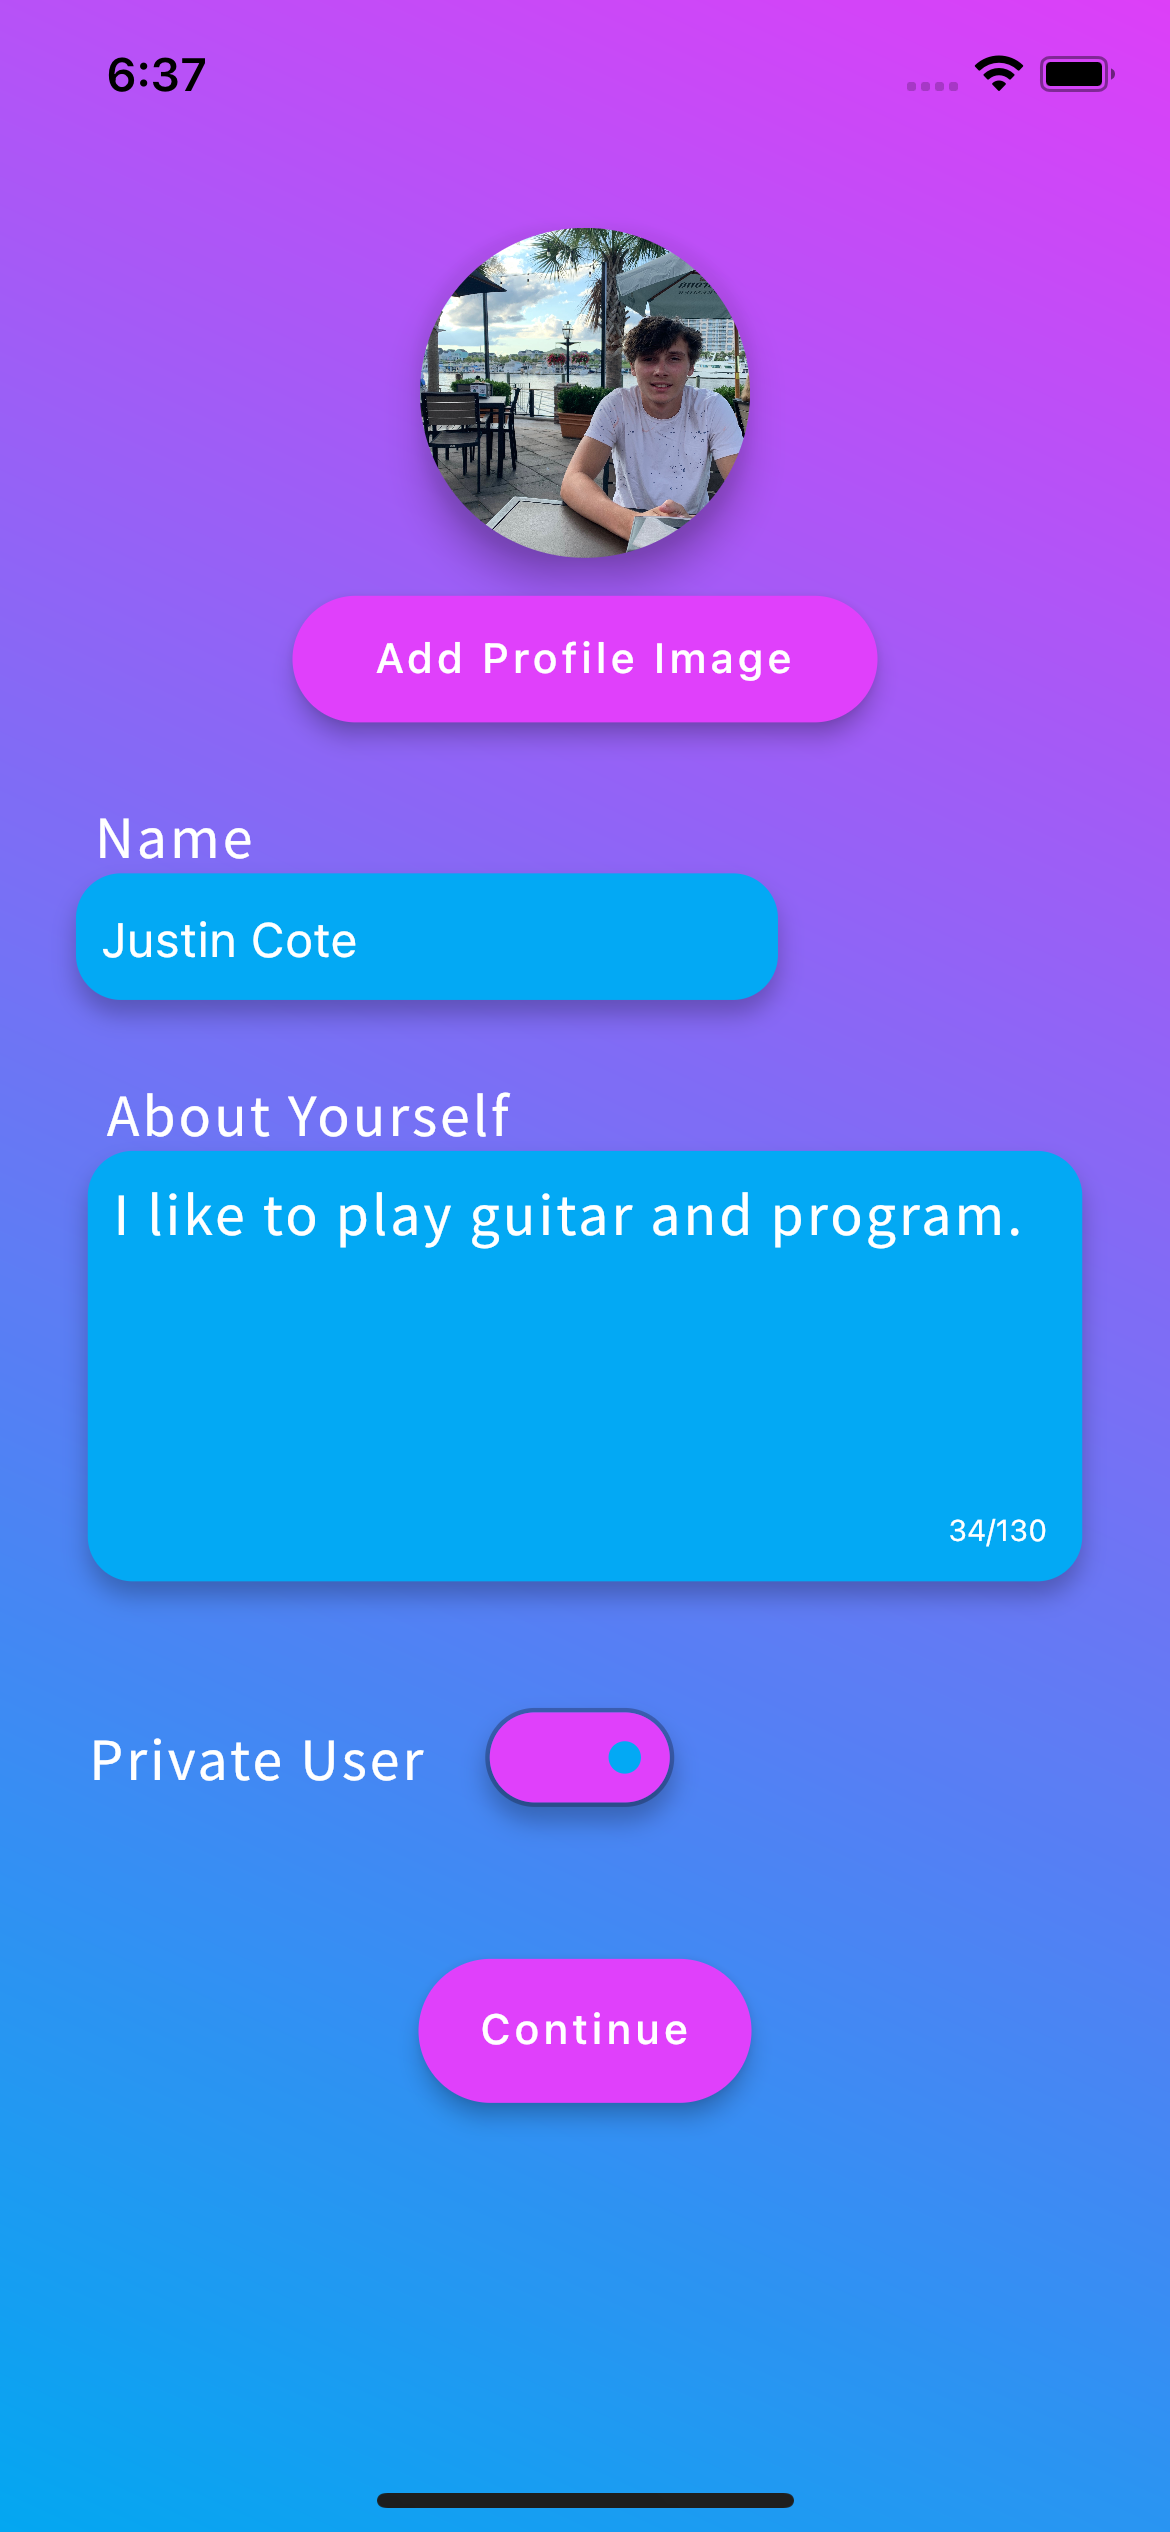 6:37
Add Profile Image
Name
Justin Cote
About Yourself
I like to play guitar and program.
34/130
Private User
Continue